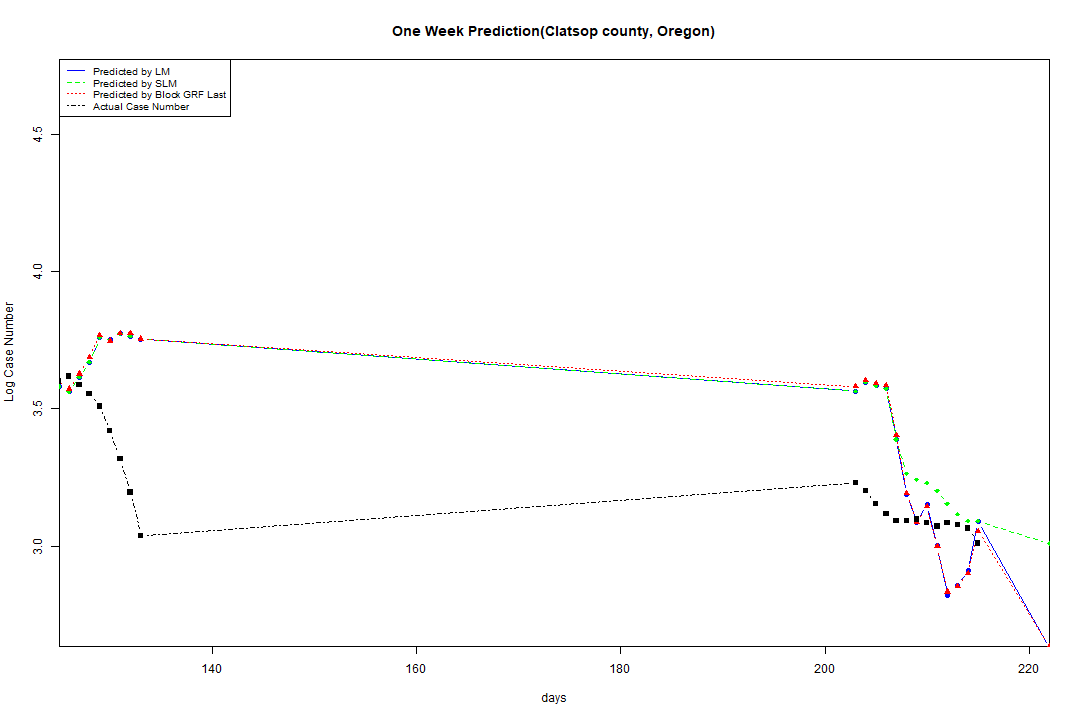 One Week Prediction(Clatsop county, Oregon)
Predicted by LM
Predicted by SLM
Predicted by Block GRF Last
Actual Case Number
4.5
4.0
3.5
3.0
Log Case Number
140 160 180 200 220
days